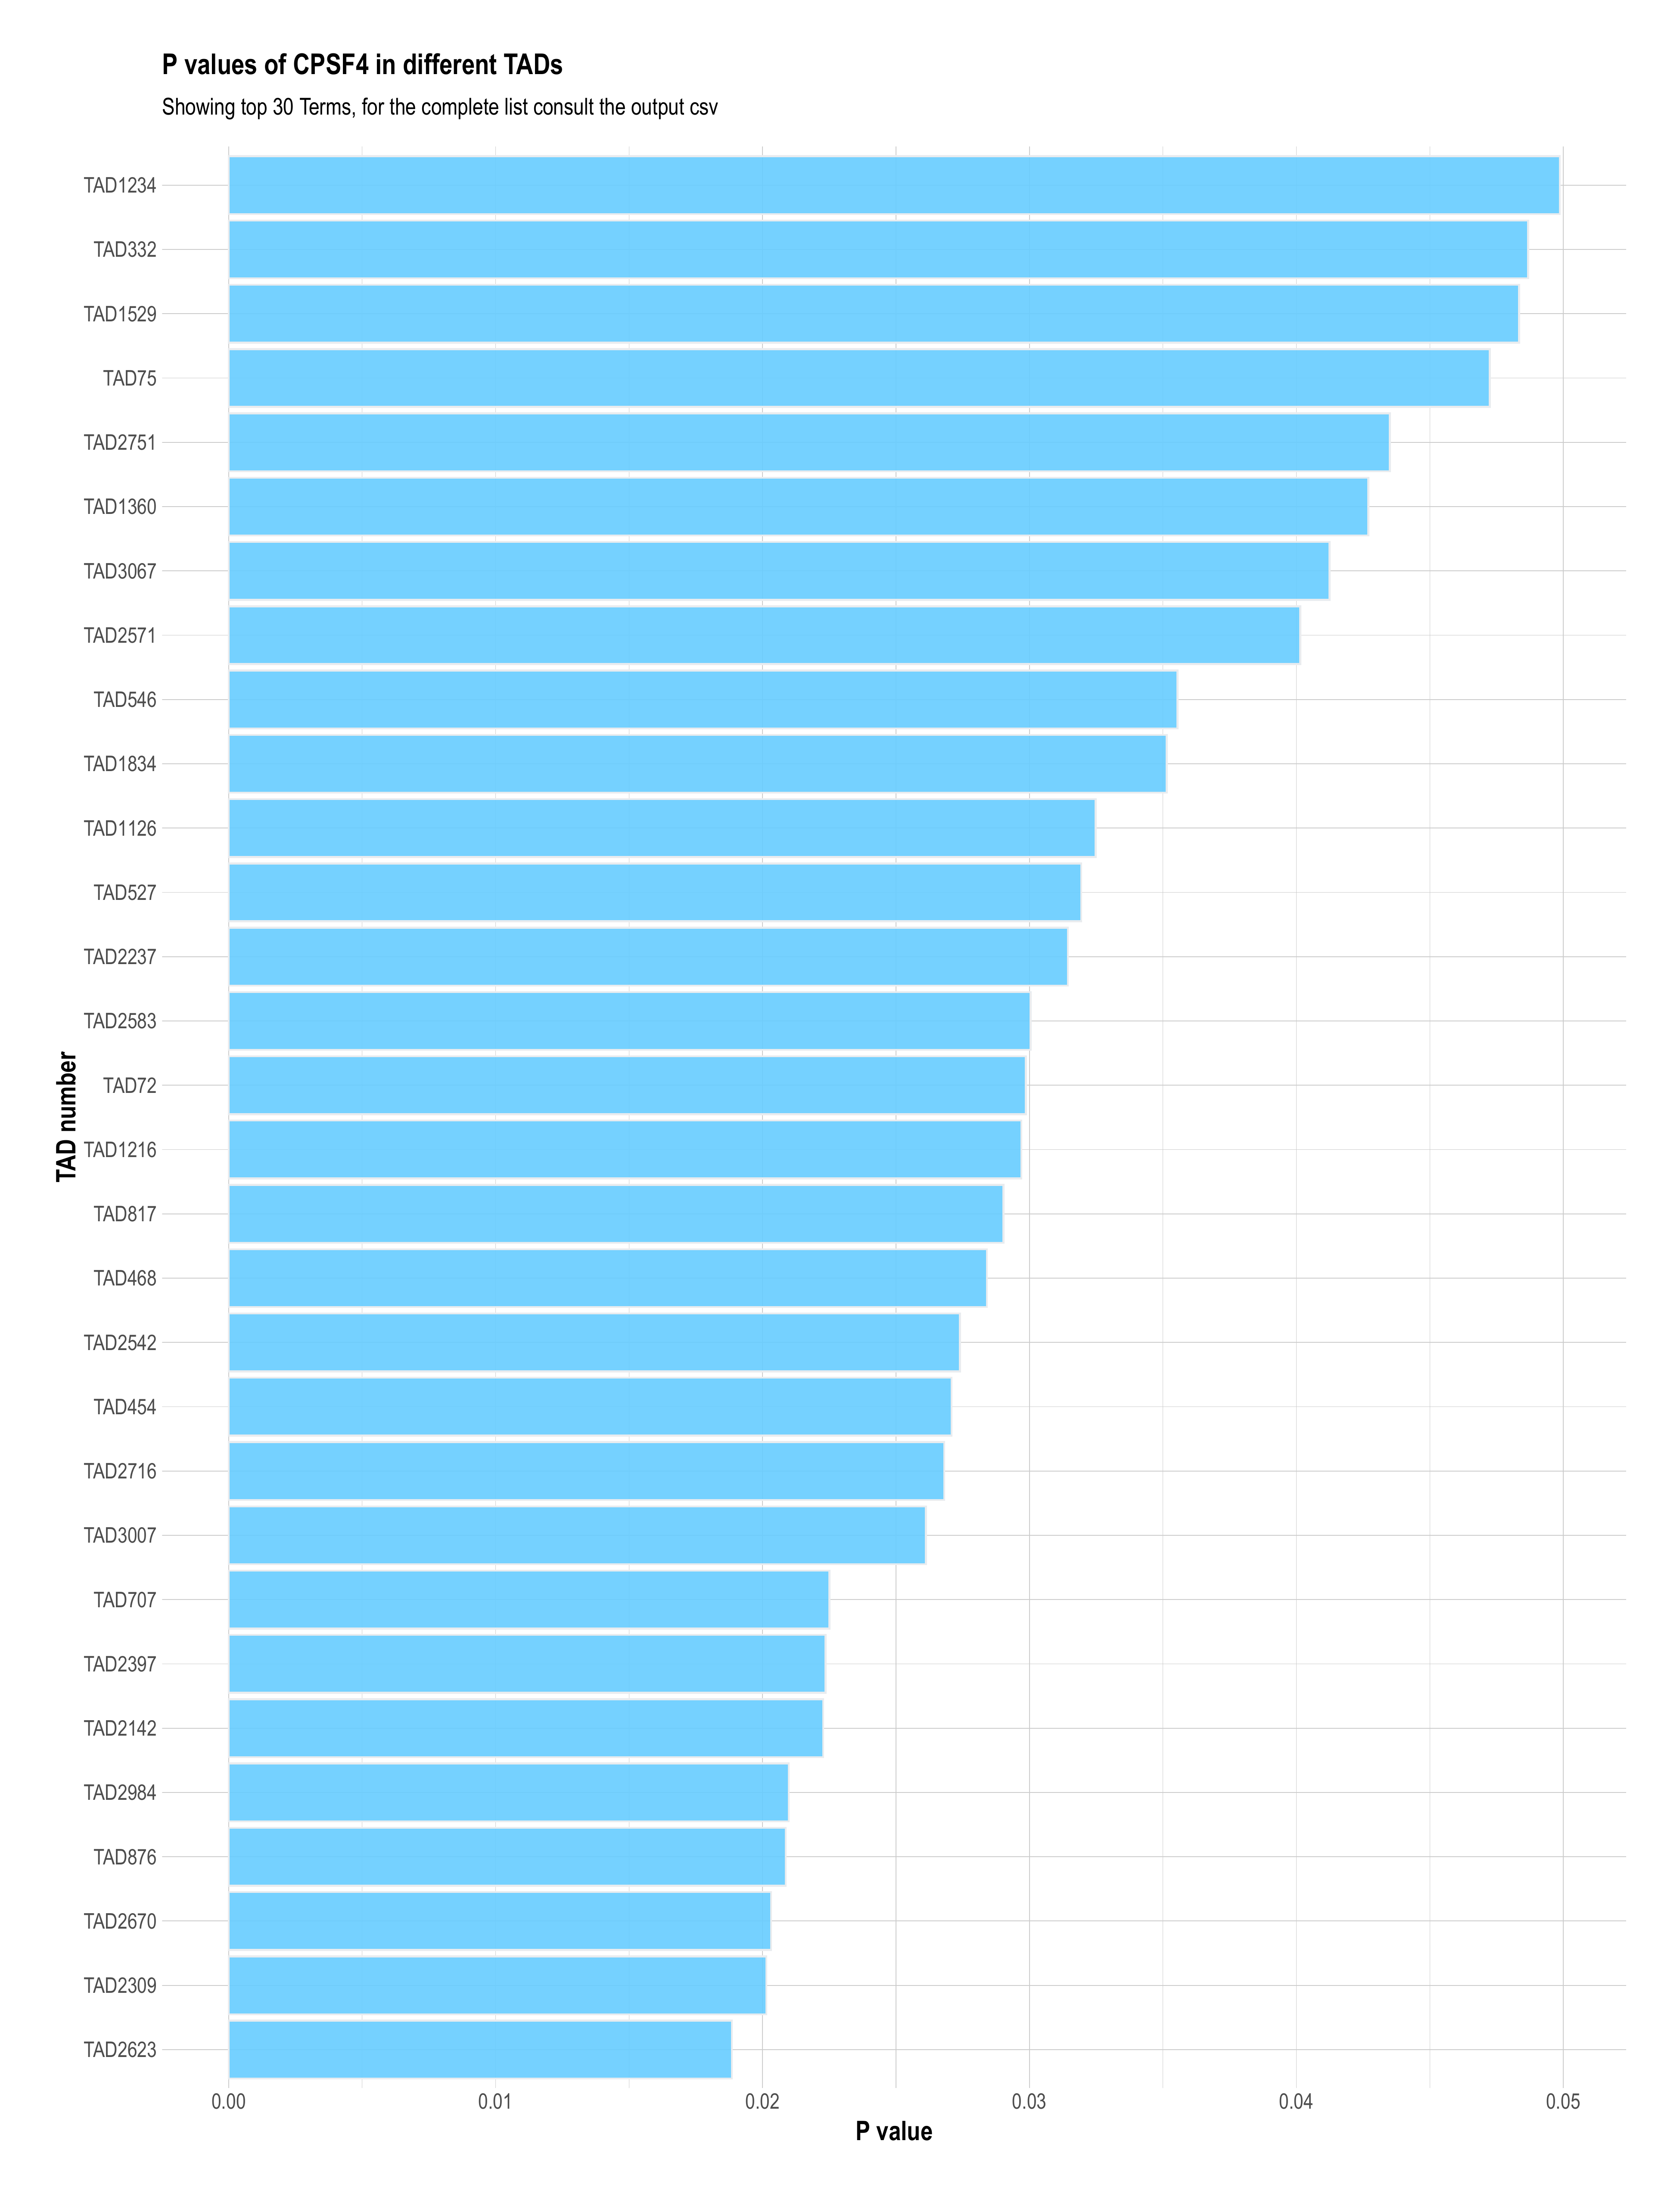 P values of CPSF4 in different TADs
Showing top 30 Terms, for the complete list consult the output csv
TAD number
TAD1234
TAD332
TAD1529
TAD75
TAD2751
TAD1360
TAD3067
TAD2571
TAD546
TAD1834
TAD1126
TAD527
TAD2237
TAD2583
TAD72
TAD1216
TAD817
TAD468
TAD2542
TAD454
TAD2716
TAD3007
TAD707
TAD2397
TAD2142
TAD2984
TAD876
TAD2670
TAD2309
TAD2623
0.00 0.01 0.02 0.03 0.04 0.05
P value